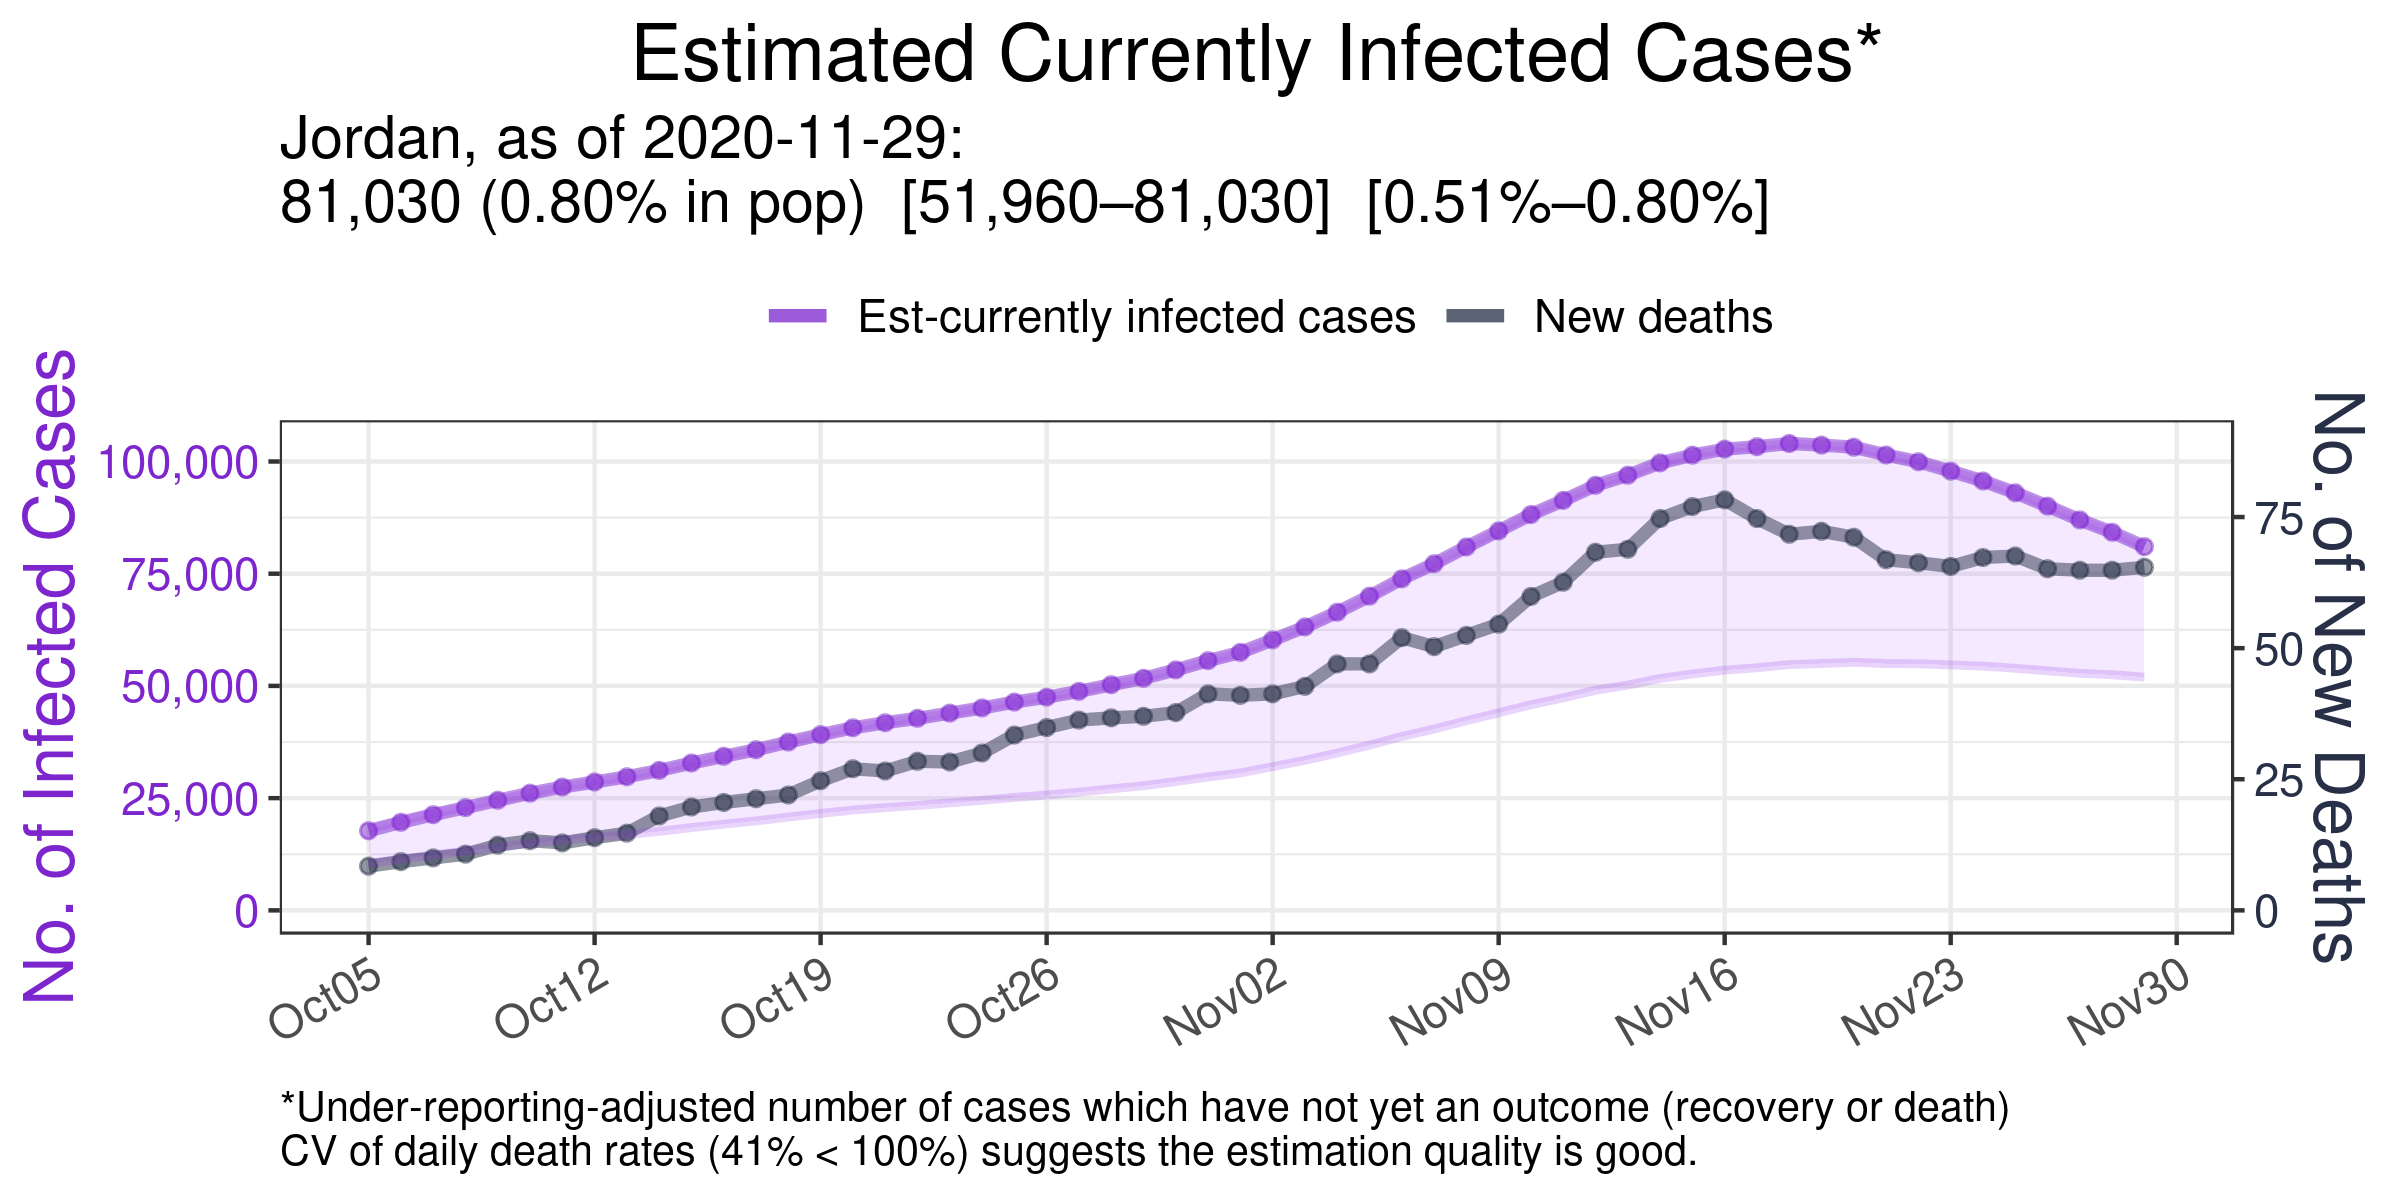 Estimated Currently Infected Cases*
Jordan, as of 2020-11-29:
81,030 (0.80% in pop)  [51,960–81,030]  [0.51%–0.80%]
Est-currently infected cases
New deaths
No. of Infected Cases
100,000
75,000
50,000
25,000
0
No. of New Deaths
75
50
25
0
Oct05
Oct12
Oct19
Oct26
Nov02
Nov09
Nov16
Nov23
Nov30
*Under-reporting-adjusted number of cases which have not yet an outcome (recovery or death)
CV of daily death rates (41% < 100%) suggests the estimation quality is good.